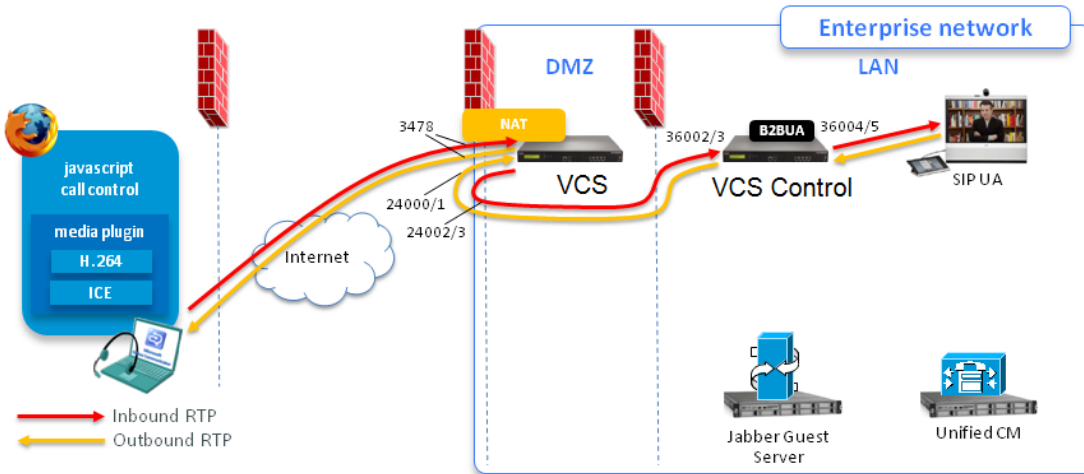 Enterprise network
DMZ
LAN
NAT
3478
36002/3
B2BUA
36004/5
javascript
call control
VCS
VCS Control
SIP UA
24000/1
media plugin
24002/3
H.264
Internet
ICE
Inbound RTP
Outbound RTP
Jabber Guest
Server
Unified CM